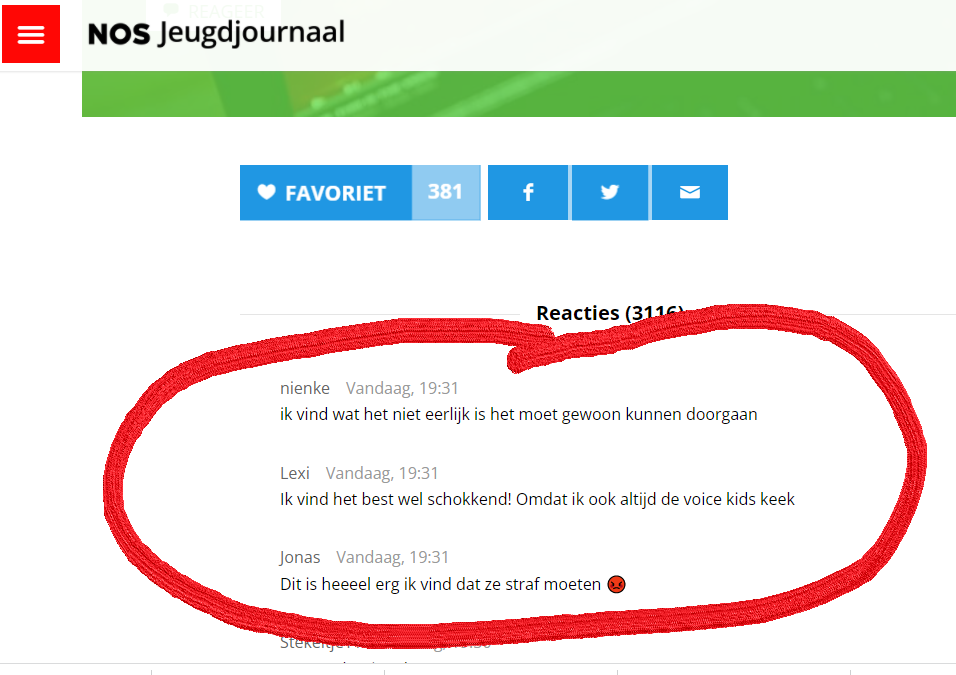 REAGEER
NOS Jeugdjournaal
FAVORIET 381
Reacties (3116)
nienke Vandaag, 19:31
ik vind wat het niet eerlijk is het moet gewoon kunnen doorgaan
Lexi Vandaag, 19:31
Ik vind het best wel schokkend! Omdat ik ook altijd de voice kids keek
Jonas Vandaag, 19:31
Dit is heeeel erg ik vind dat ze straf moeten 😡